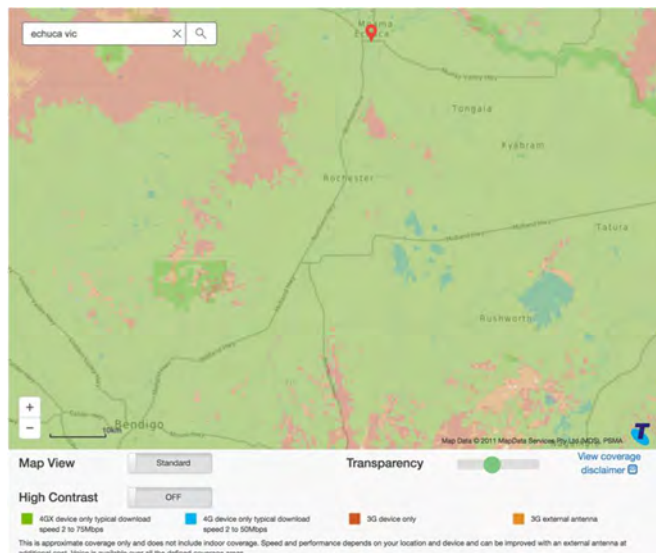 echuca vic
Moama
Echuca
Tongala
Kyabram
Rochester
Midland Hwy
Tatura
Rushworth
Bendigo
10km
+
−
Map Data © 2011 MapData Services Pty Ltd (MDS), PSMA
Map View
Standard
Transparency
View coverage
disclaimer
High Contrast
OFF
4GX device only typical download
speed 2 to 75Mbps
4G device only typical download
speed 2 to 50Mbps
3G device only
3G external antenna
This is approximate coverage only and does not include indoor coverage. Speed and performance depends on your location and device and can be improved with an external antenna at